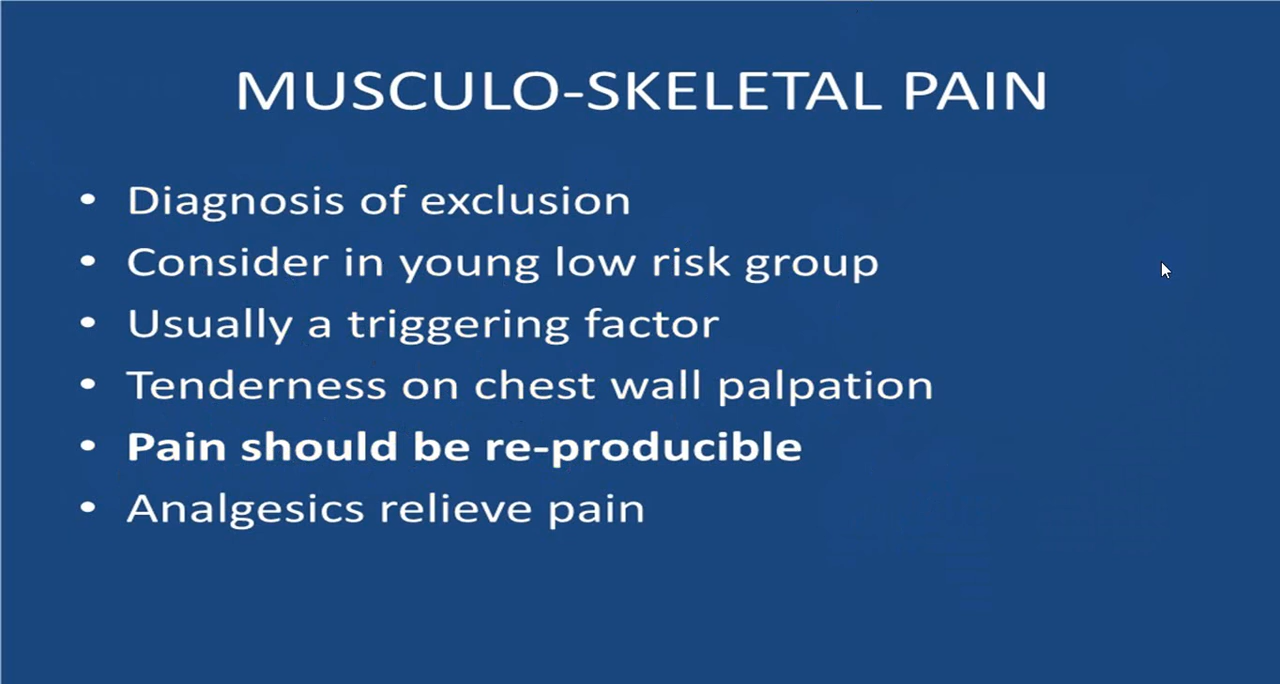 MUSCULO-SKELETAL PAIN
• Diagnosis of exclusion
• Consider in young low risk group
• Usually a triggering factor
• Tenderness on chest wall palpation
• Pain should be re-producible
• Analgesics relieve pain